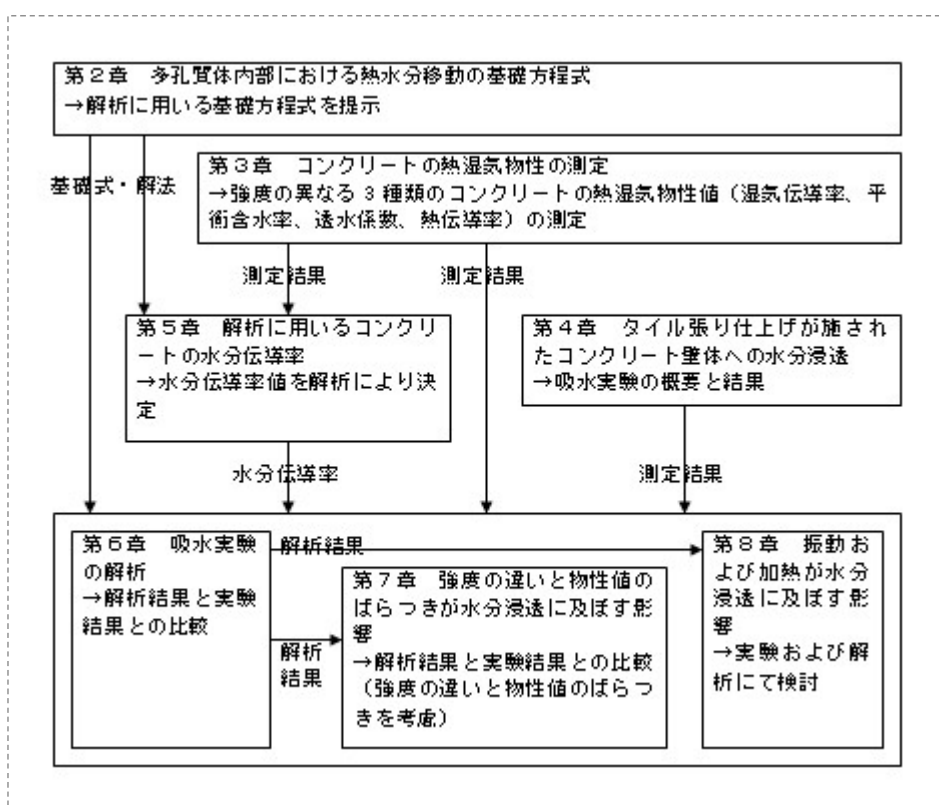 第２章　多孔質体内部における熱水分移動の基礎方程式
→解析に用いる基礎方程式を提示
基礎式・解法
第３章　コンクリートの熱湿気物性の測定
→強度の異なる３種類のコンクリートの熱湿気物性値（湿気伝導率、平
衡含水率、透水係数、熱伝導率）の測定
測定結果
測定結果
第５章　解析に用いるコンクリ
ートの水分伝導率
→水分伝導率値を解析により決
定
第４章　タイル張り仕上げが施され
たコンクリート壁体への水分浸透
→吸水実験の概要と結果
水分伝導率
測定結果
第６章　吸水実験
の解析
→解析結果と実験
結果との比較
解析結果
解析
結果
第７章　強度の違いと物性値の
ばらつきが水分浸透に及ぼす影
響
→解析結果と実験結果との比較
（強度の違いと物性値のばらつ
きを考慮）
第８章　振動お
よび加熱が水分
浸透に及ぼす影
響
→実験および解
析にて検討